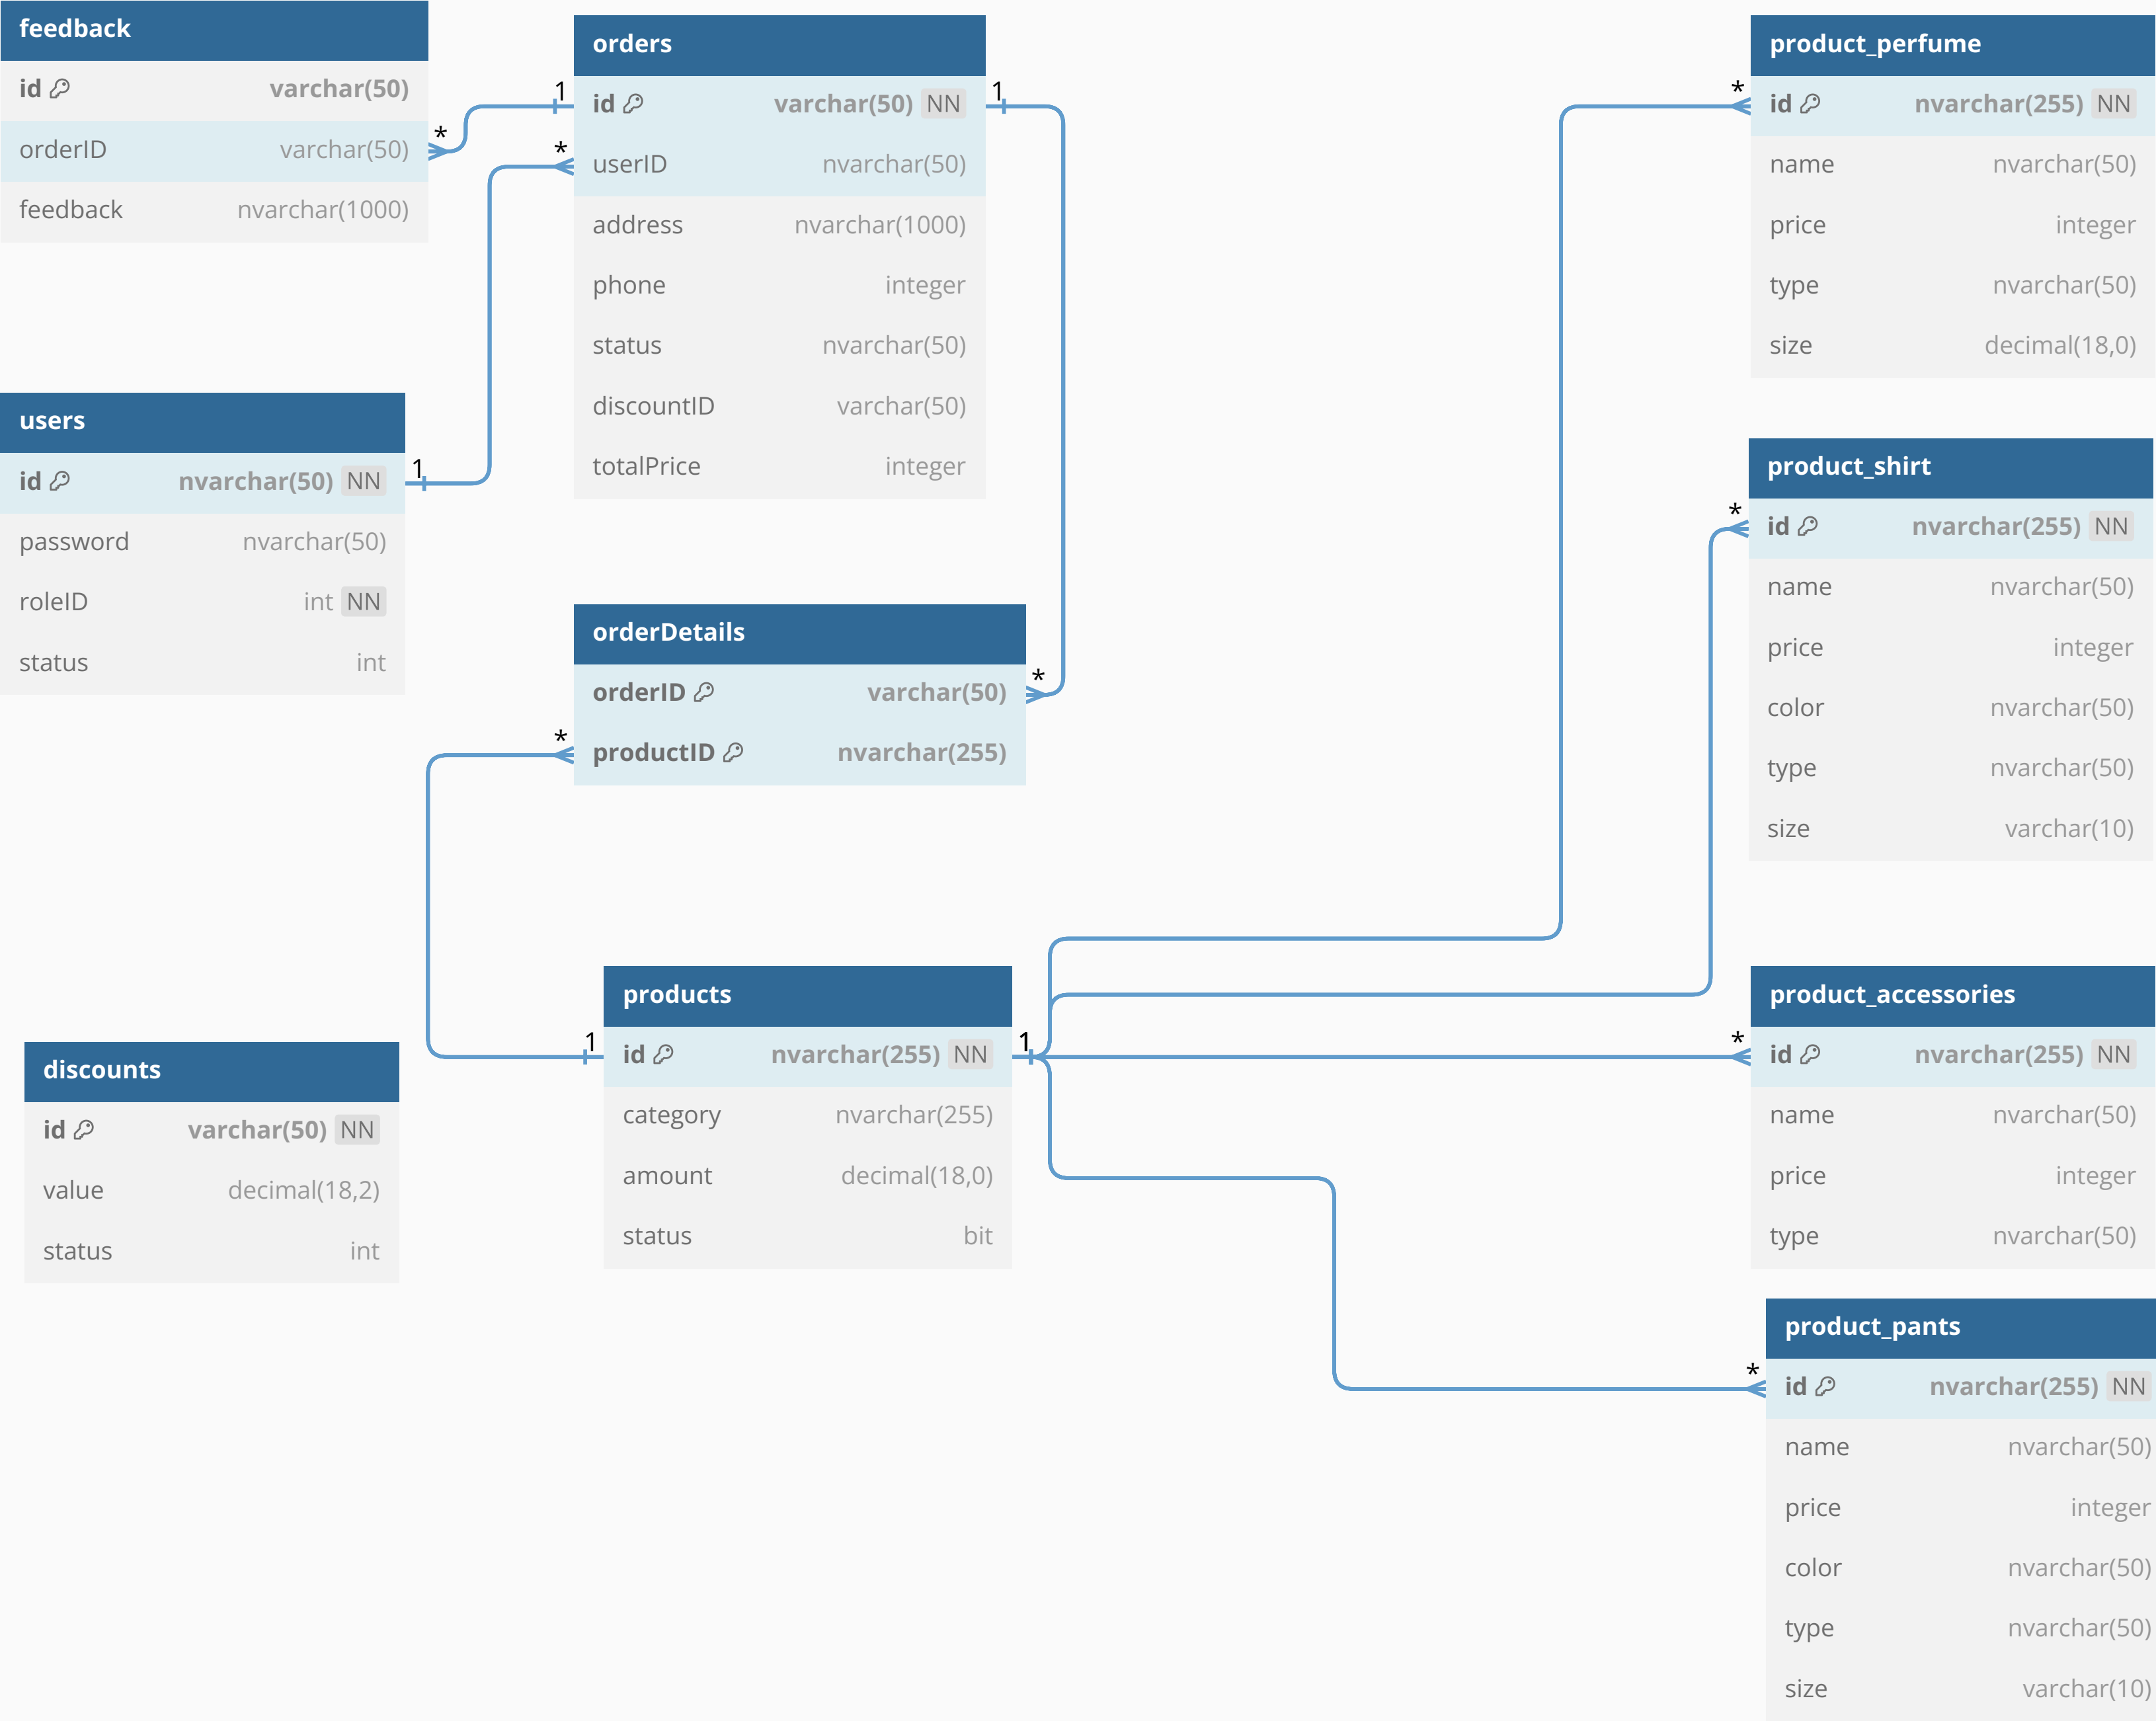 feedback
id varchar(50)
orderID varchar(50)
feedback nvarchar(1000)
1
*
*
orders
id varchar(50) NN
userID nvarchar(50)
address nvarchar(1000)
phone integer
status nvarchar(50)
discountID varchar(50)
totalPrice integer
1
users
id nvarchar(50) NN
password nvarchar(50)
roleID int NN
status int
1
orderDetails
orderID varchar(50)
productID nvarchar(255)
*
*
discounts
id varchar(50) NN
value decimal(18,2)
status int
products
id nvarchar(255) NN
category nvarchar(255)
amount decimal(18,0)
status bit
1
1
product_perfume
id nvarchar(255) NN
name nvarchar(50)
price integer
type nvarchar(50)
size decimal(18,0)
*
product_shirt
id nvarchar(255) NN
name nvarchar(50)
price integer
color nvarchar(50)
type nvarchar(50)
size varchar(10)
*
product_accessories
id nvarchar(255) NN
name nvarchar(50)
price integer
type nvarchar(50)
*
product_pants
id nvarchar(255) NN
name nvarchar(50)
price integer
color nvarchar(50)
type nvarchar(50)
size varchar(10)
*